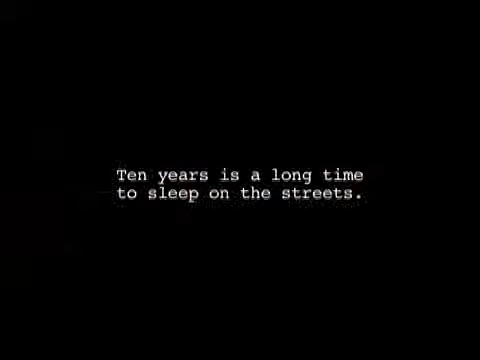 Ten years is a long time
to sleep on the streets.